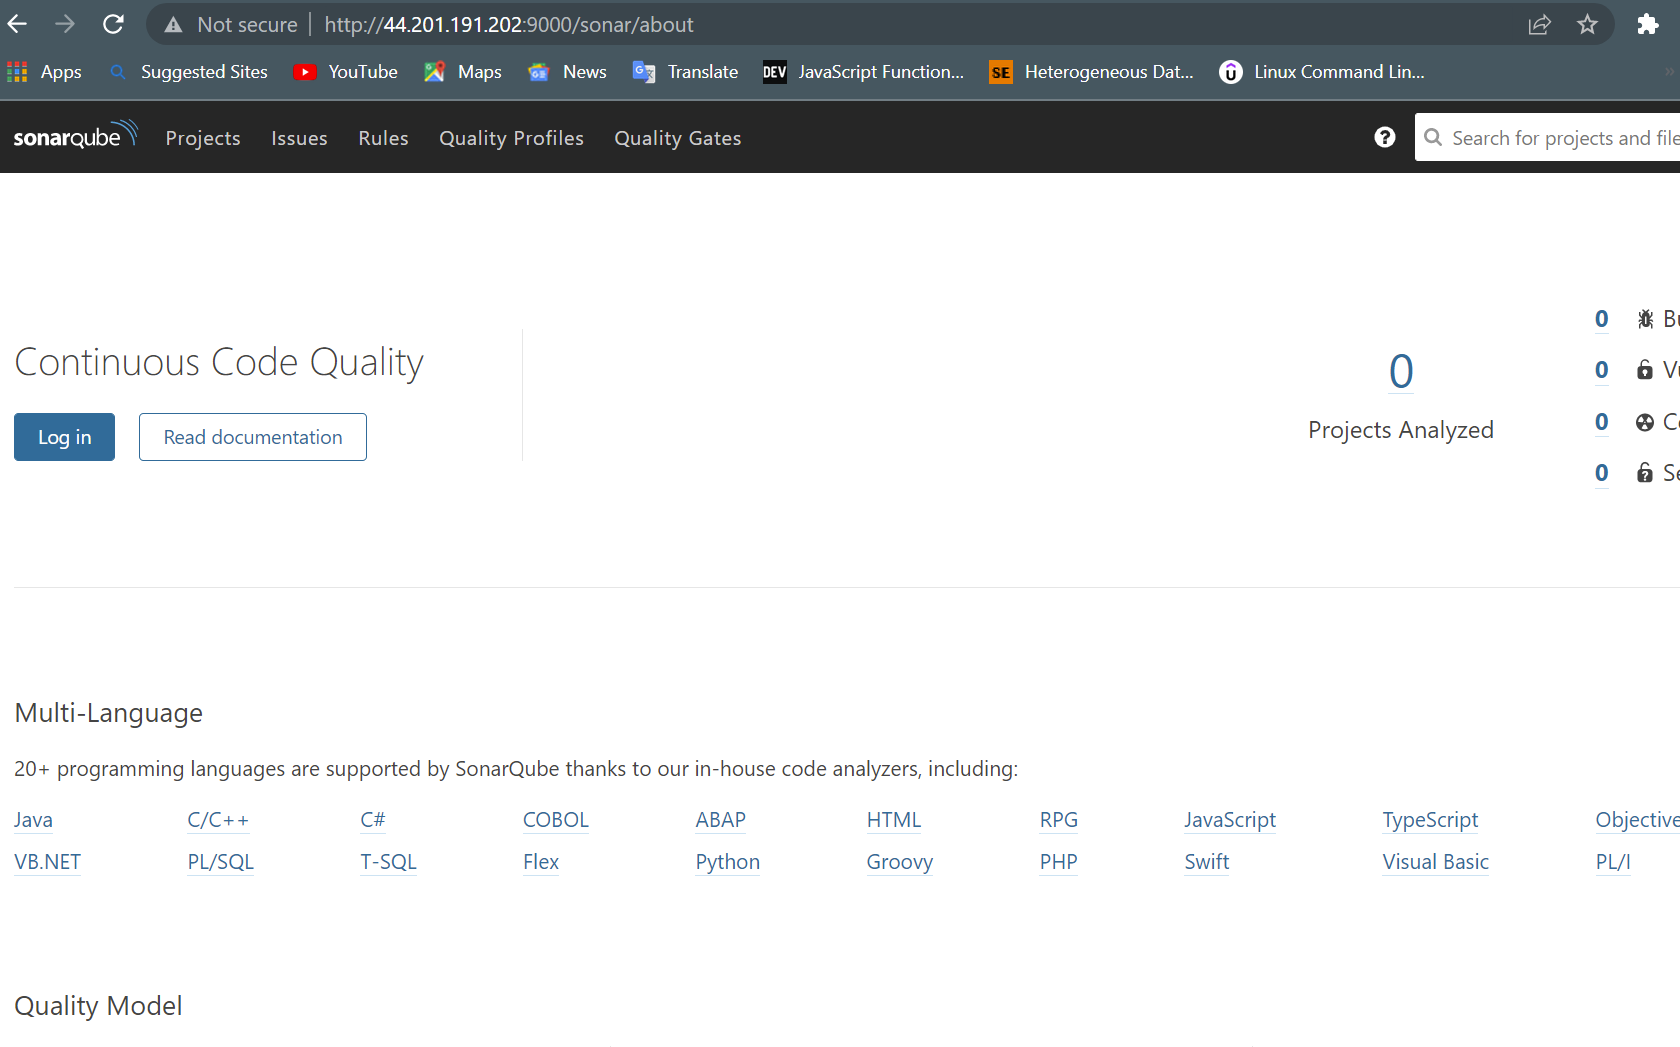 Not secure | http://44.201.191.202:9000/sonar/about
Apps Suggested Sites YouTube Maps News Translate DEV JavaScript Function... SE Heterogeneous Dat... Linux Command Lin...
sonarqube Projects Issues Rules Quality Profiles Quality Gates ? Search for projects and file
0 Bu
Continuous Code Quality
0
0 Vu
Log in Read documentation
Projects Analyzed
0 Co
0 Se
Multi-Language
20+ programming languages are supported by SonarQube thanks to our in-house code analyzers, including:
Java C/C++ C# COBOL ABAP HTML RPG JavaScript TypeScript Objective
VB.NET PL/SQL T-SQL Flex Python Groovy PHP Swift Visual Basic PL/I
Quality Model